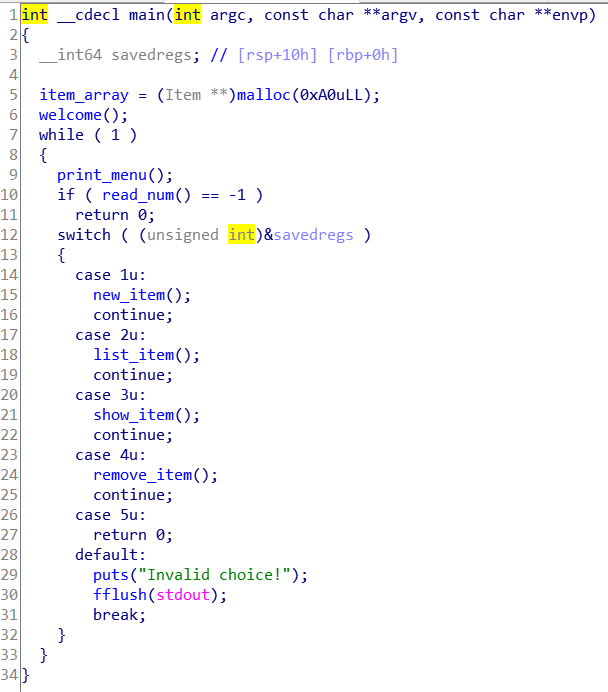 1 int __cdecl main(int argc, const char **argv, const char **envp)
2 {
3 __int64 savedregs; // [rsp+10h] [rbp+0h]
4
5 item_array = (Item **)malloc(0xA0uLL);
6 welcome();
7 while ( 1 )
8 {
9 print_menu();
10 if ( read_num() == -1 )
11 return 0;
12 switch ( (unsigned int)&savedregs )
13 {
14 case 1u:
15 new_item();
16 continue;
17 case 2u:
18 list_item();
19 continue;
20 case 3u:
21 show_item();
22 continue;
23 case 4u:
24 remove_item();
25 continue;
26 case 5u:
27 return 0;
28 default:
29 puts("Invalid choice!");
30 fflush(stdout);
31 break;
32 }
33 }
34 }